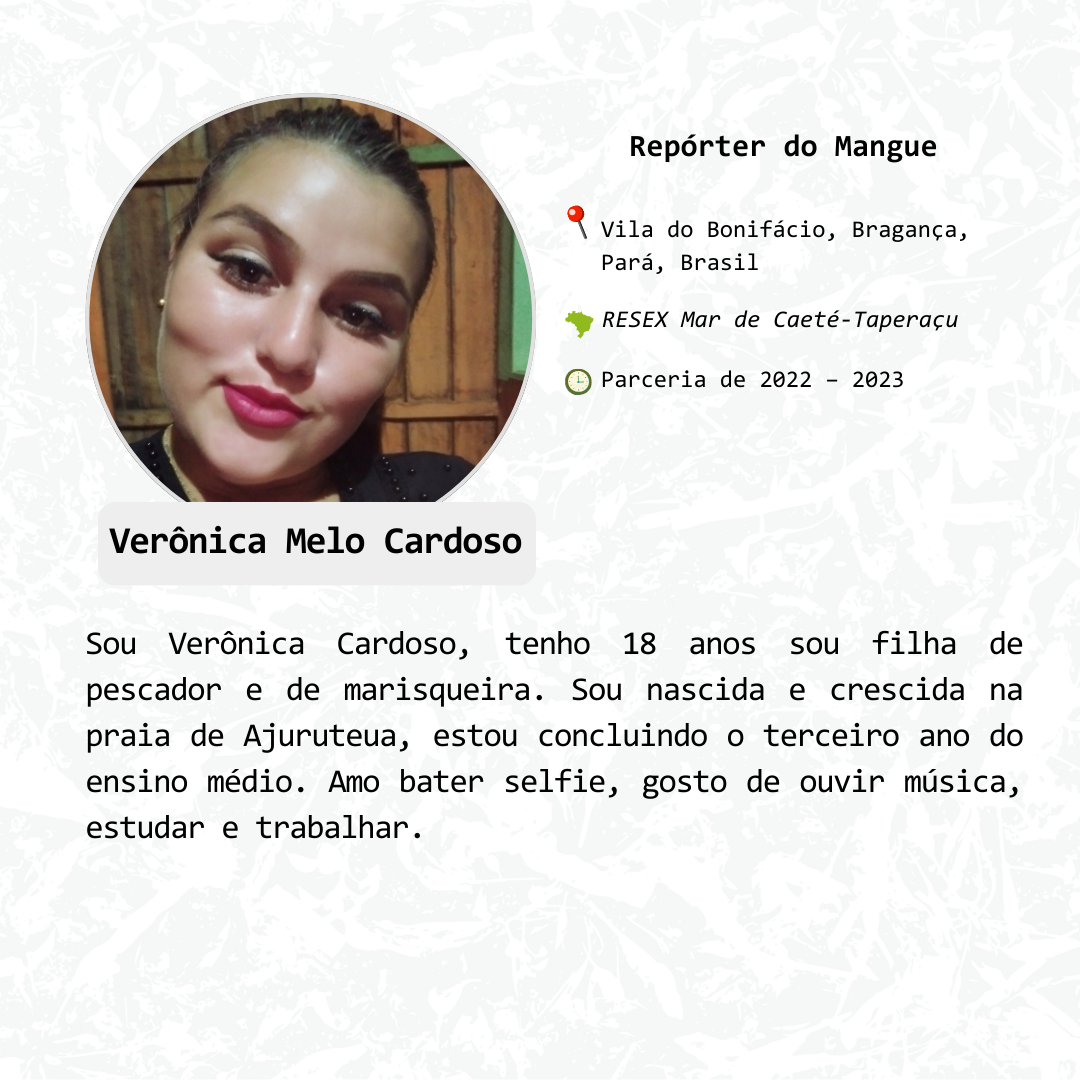 Repórter do Mangue
Vila do Bonifácio, Bragança,
Pará, Brasil
RESEX Mar de Caeté-Taperaçu
Parceria de 2022 – 2023
Verônica Melo Cardoso
Sou Verônica Cardoso, tenho 18 anos sou filha de
pescador e de marisqueira. Sou nascida e crescida na
praia de Ajuruteua, estou concluindo o terceiro ano do
ensino médio. Amo bater selfie, gosto de ouvir música,
estudar e trabalhar.